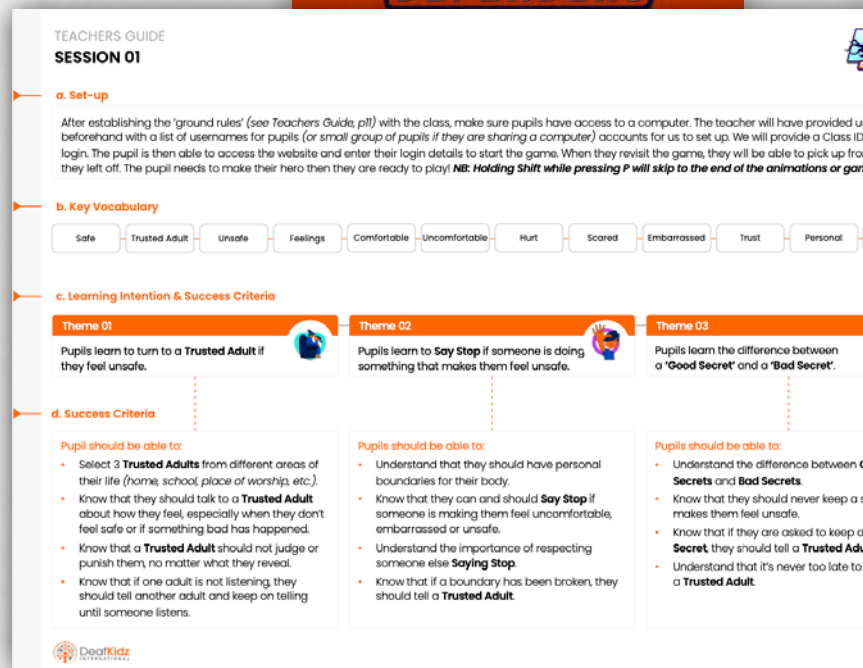 TEACHERS GUIDE
SESSION 01
a. Set-up
After establishing the 'ground rules' (see Teachers Guide, p11) with the class, make sure pupils have access to a computer. The teacher will have provided
beforehand with a list of usernames for pupils (or small group of pupils if they are sharing a computer) accounts for us to set up. We will provide a Class ID
login. The pupil is then able to access the website and enter their login details to start the game. When they revisit the game, they will be able to pick up
they left off. The pupil needs to make their hero then they are ready to play! NB: Holding Shift while pressing P will skip to the end of the animations or
b. Key Vocabulary
Safe Trusted Adult Unsafe Feelings Comfortable Uncomfortable Hurt Scared Embarrassed Trust Personal
c. Learning Intention & Success Criteria
Theme 01
Pupils learn to turn to a Trusted Adult if
they feel unsafe.
Theme 02
Pupils learn to Say Stop if someone is doing
something that makes them feel unsafe.
Theme 03
Pupils learn the difference between
a 'Good Secret' and a 'Bad Secret'.
d. Success Criteria
Pupil should be able to:
• Select 3 Trusted Adults from different areas of
their life (home, school, place of worship, etc.).
• Know that they should talk to a Trusted Adult
about how they feel, especially when they don't
feel safe or if something bad has happened.
• Know that a Trusted Adult should not judge or
punish them, no matter what they reveal.
• Know that if one adult is not listening, they
should tell another adult and keep on telling
until someone listens.
Pupils should be able to:
• Understand that they should have personal
boundaries for their body.
• Know that they can and should Say Stop if
someone is making them feel uncomfortable,
embarrassed or unsafe.
• Understand the importance of respecting
someone else Saying Stop.
• Know that if a boundary has been broken, they
should tell a Trusted Adult.
Pupils should be able to:
• Understand the difference between
Secrets and Bad Secrets.
• Know that they should never keep a
makes them feel unsafe.
• Know that if they are asked to keep a
Secret, they should tell a Trusted
• Understand that it's never too late to
a Trusted Adult.
DeafKidz
INTERNATIONAL